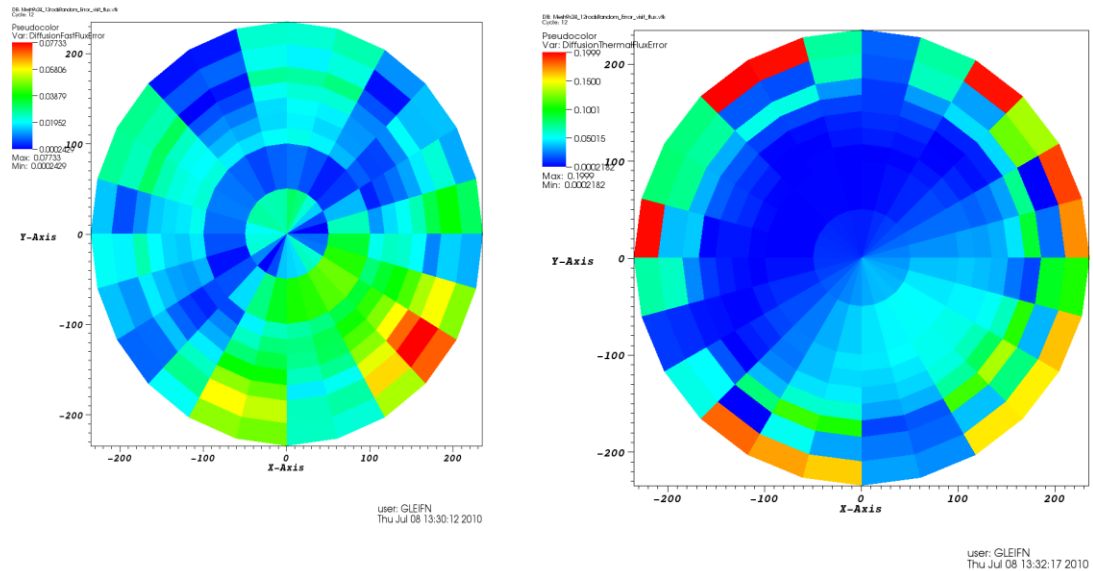 Cycle: 12
Pseudocolor
Var: DiffusionFastFluxError
0.07733
0.05806
0.03879
0.01952
0.0002429
Max: 0.07733
Min: 0.0002429
200
100
0
-100
-200
Y-Axis
-200 -100 0 100 200
X-Axis
user: GLEIFN
Thu Jul 08 13:30:12 2010
Cycle: 12
Pseudocolor
Var: DiffusionThermalFluxError
0.1999
0.1500
0.1001
0.05015
0.0002182
Max: 0.1999
Min: 0.0002182
200
100
0
-100
-200
Y-Axis
-200 -100 0 100 200
X-Axis
user: GLEIFN
Thu Jul 08 13:32:17 2010